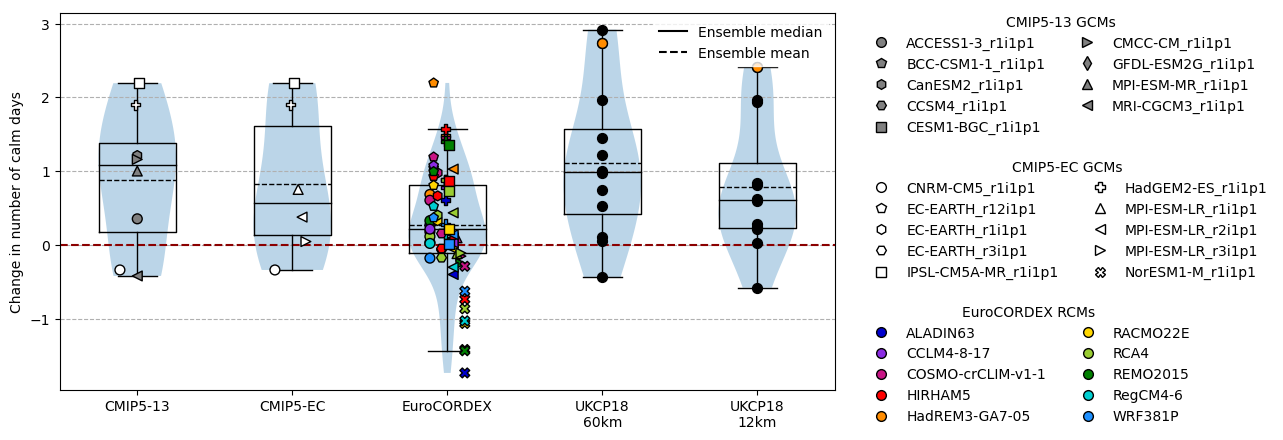 Change in number of calm days
3
2
1
0
−1
Ensemble median
Ensemble mean
CMIP5-13
CMIP5-EC
EuroCORDEX
UKCP18
60km
UKCP18
12km
CMIP5-13 GCMs
ACCESS1-3_r1i1p1
BCC-CSM1-1_r1i1p1
CanESM2_r1i1p1
CCSM4_r1i1p1
CESM1-BGC_r1i1p1
CMCC-CM_r1i1p1
GFDL-ESM2G_r1i1p1
MPI-ESM-MR_r1i1p1
MRI-CGCM3_r1i1p1
CMIP5-EC GCMs
CNRM-CM5_r1i1p1
EC-EARTH_r12i1p1
EC-EARTH_r1i1p1
EC-EARTH_r3i1p1
IPSL-CM5A-MR_r1i1p1
HadGEM2-ES_r1i1p1
MPI-ESM-LR_r1i1p1
MPI-ESM-LR_r2i1p1
MPI-ESM-LR_r3i1p1
NorESM1-M_r1i1p1
EuroCORDEX RCMs
ALADIN63
CCLM4-8-17
COSMO-crCLIM-v1-1
HIRHAM5
HadREM3-GA7-05
RACMO22E
RCA4
REMO2015
RegCM4-6
WRF381P